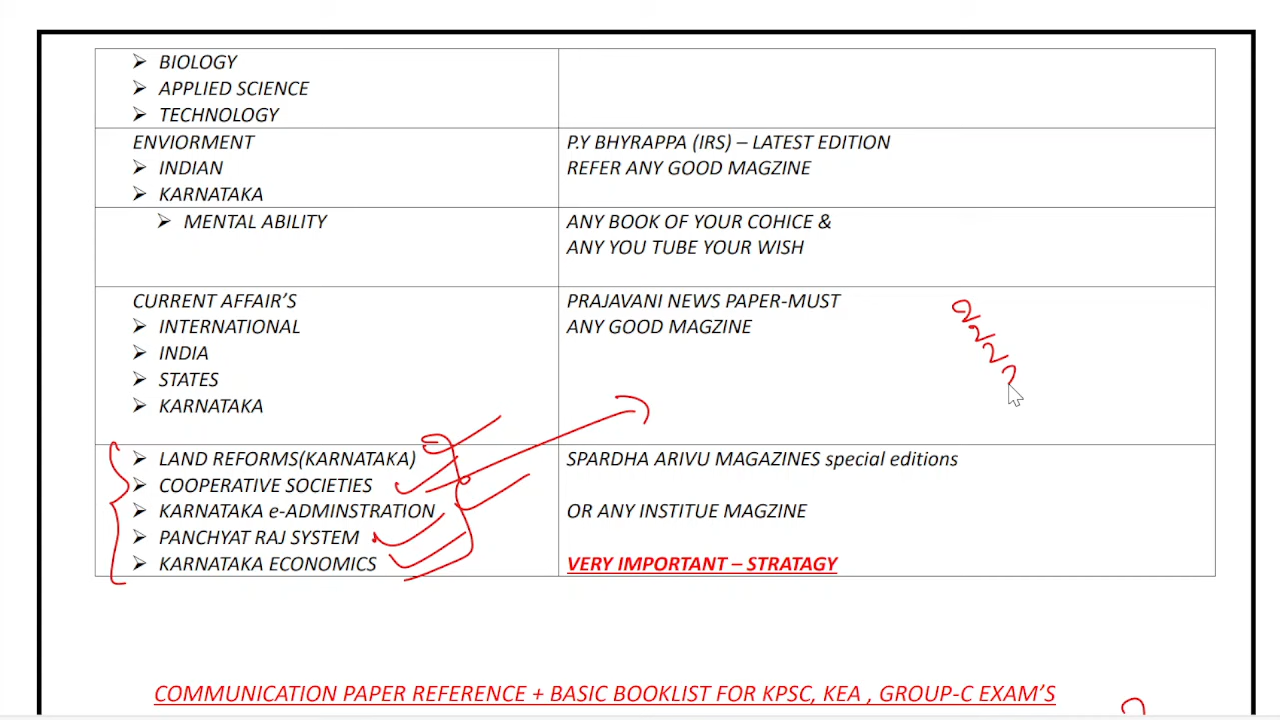 ➢ BIOLOGY
➢ APPLIED SCIENCE
➢ TECHNOLOGY
ENVIORMENT
➢ INDIAN
➢ KARNATAKA
P.Y BHYRAPPA (IRS) – LATEST EDITION
REFER ANY GOOD MAGZINE
➢ MENTAL ABILITY
ANY BOOK OF YOUR COHICE &
ANY YOU TUBE YOUR WISH
CURRENT AFFAIR’S
➢ INTERNATIONAL
➢ INDIA
➢ STATES
➢ KARNATAKA
PRAJAVANI NEWS PAPER-MUST
ANY GOOD MAGZINE
➢ LAND REFORMS(KARNATAKA)
➢ COOPERATIVE SOCIETIES
➢ KARNATAKA e-ADMINSTRATION
➢ PANCHYAT RAJ SYSTEM
➢ KARNATAKA ECONOMICS
SPARDHA ARIVU MAGAZINES special editions
OR ANY INSTITUE MAGZINE
VERY IMPORTANT – STRATAGY
COMMUNICATION PAPER REFERENCE + BASIC BOOKLIST FOR KPSC, KEA , GROUP-C EXAM’S